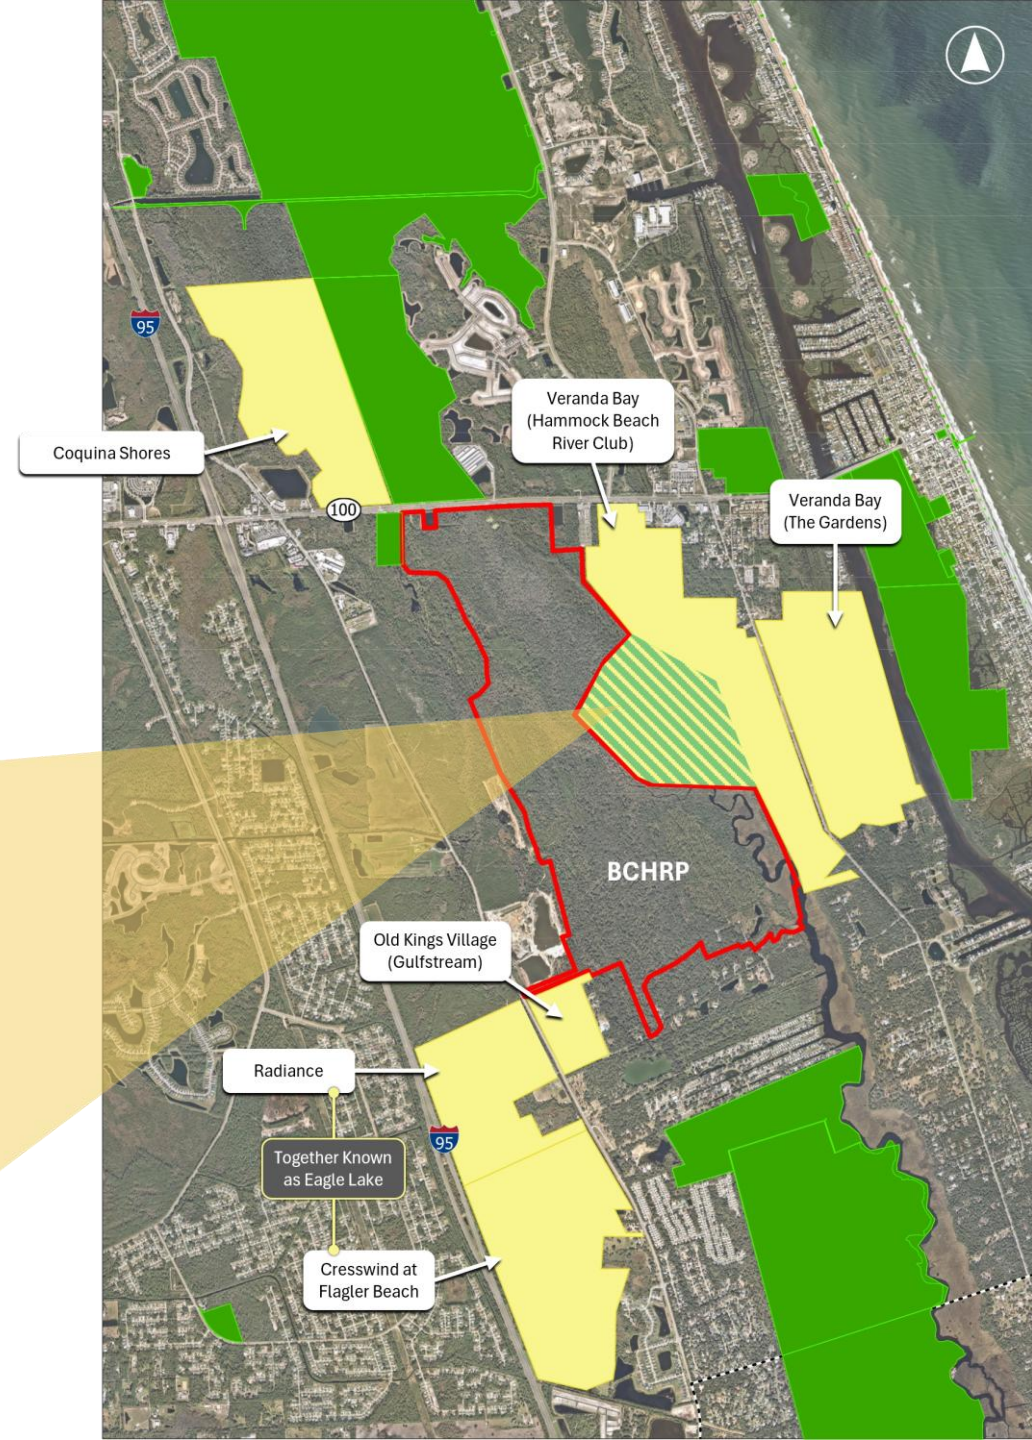 95
Veranda Bay
(Hammock Beach
River Club)
Coquina Shores
Veranda Bay
(The Gardens)
100
BCHRP
Old Kings Village
(Gulfstream)
Radiance
95
Together Known
as Eagle Lake
Cresswind at
Flagler Beach